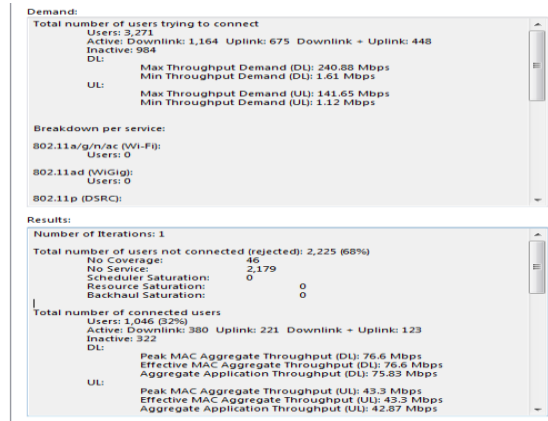 Demand:
Total number of users trying to connect
Users: 3,271
Active: Downlink: 1,164 Uplink: 675 Downlink + Uplink: 448
Inactive: 984
DL:
Max Throughput Demand (DL): 240.88 Mbps
Min Throughput Demand (DL): 1.61 Mbps
UL:
Max Throughput Demand (UL): 141.65 Mbps
Min Throughput Demand (UL): 1.12 Mbps
Breakdown per service:
802.11a/g/n/ac (Wi-Fi):
Users: 0
802.11ad (WiGig):
Users: 0
802.11p (DSRC):
Results:
Number of Iterations: 1
Total number of users not connected (rejected): 2,225 (68%)
No Coverage: 46
No Service: 2,179
Scheduler Saturation: 0
Resource Saturation: 0
Backhaul Saturation: 0
Total number of connected users
Users: 1,046 (32%)
Active: Downlink: 380 Uplink: 221 Downlink + Uplink: 123
Inactive: 322
DL:
Peak MAC Aggregate Throughput (DL): 76.6 Mbps
Effective MAC Aggregate Throughput (DL): 76.6 Mbps
Aggregate Application Throughput (DL): 75.83 Mbps
UL:
Peak MAC Aggregate Throughput (UL): 43.3 Mbps
Effective MAC Aggregate Throughput (UL): 43.3 Mbps
Aggregate Application Throughput (UL): 42.87 Mbps